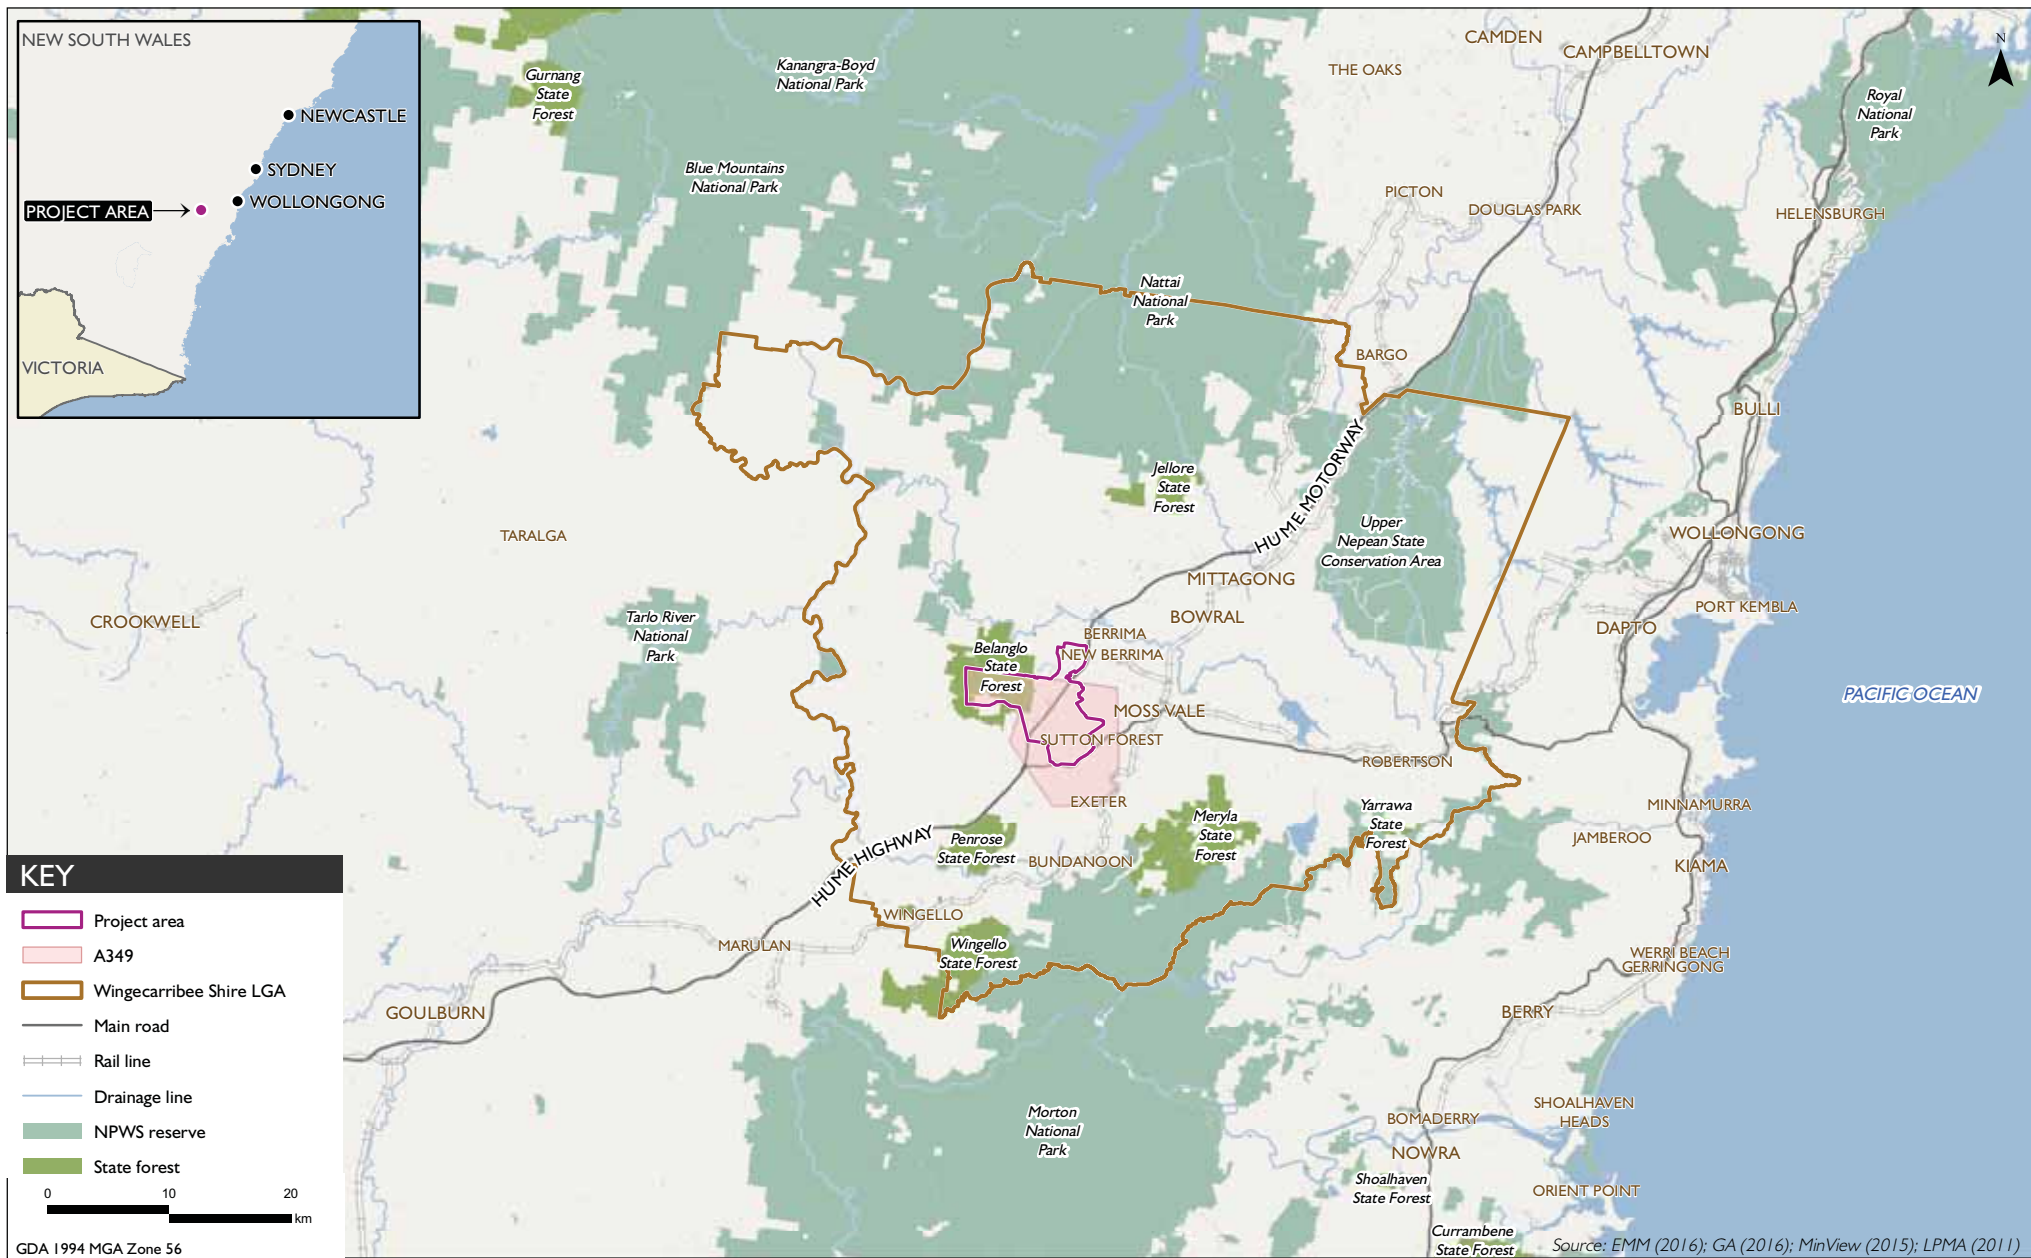 NEW SOUTH WALES
NEWCASTLE
SYDNEY
WOLLONGONG
PROJECT AREA
VICTORIA
N
CAMDEN
CAMPBELLTOWN
THE OAKS
Kanangra-Boyd
National Park
Gurnang
State
Forest
Royal
National
Park
Blue Mountains
National Park
PICTON
DOUGLAS PARK
HELENSBURGH
Nattai
National
Park
BARGO
BULLI
HUME MOTORWAY
Jellore
State
Forest
Upper
Nepean State
Conservation Area
WOLLONGONG
TARALGA
MITTAGONG
PORT KEMBLA
BOWRAL
DAPTO
CROOKWELL
Tarlo River
National
Park
BERRIMA
NEW BERRIMA
Belanglo
State
Forest
PACIFIC OCEAN
MOSS VALE
SUTTON FOREST
ROBERTSON
EXETER
MINNAMURRA
Yarrawa
State
Forest
Meryla
State
Forest
JAMBEROO
HUME HIGHWAY
Penrose
State Forest
BUNDANOON
KIAMA
WINGELLO
MARULAN
Wingello
State Forest
WERRI BEACH
GERRINGONG
GOULBURN
BERRY
Morton
National
Park
BOMADERRY
SHOALHAVEN
HEADS
NOWRA
Shoalhaven
State Forest
ORIENT POINT
Currambene
State Forest
KEY
Project area
A349
Wingecarribee Shire LGA
Main road
Rail line
Drainage line
NPWS reserve
State forest
0 10 20
km
GDA 1994 MGA Zone 56
Source: EMM (2016); GA (2016); MinView (2015); LPMA (2011)